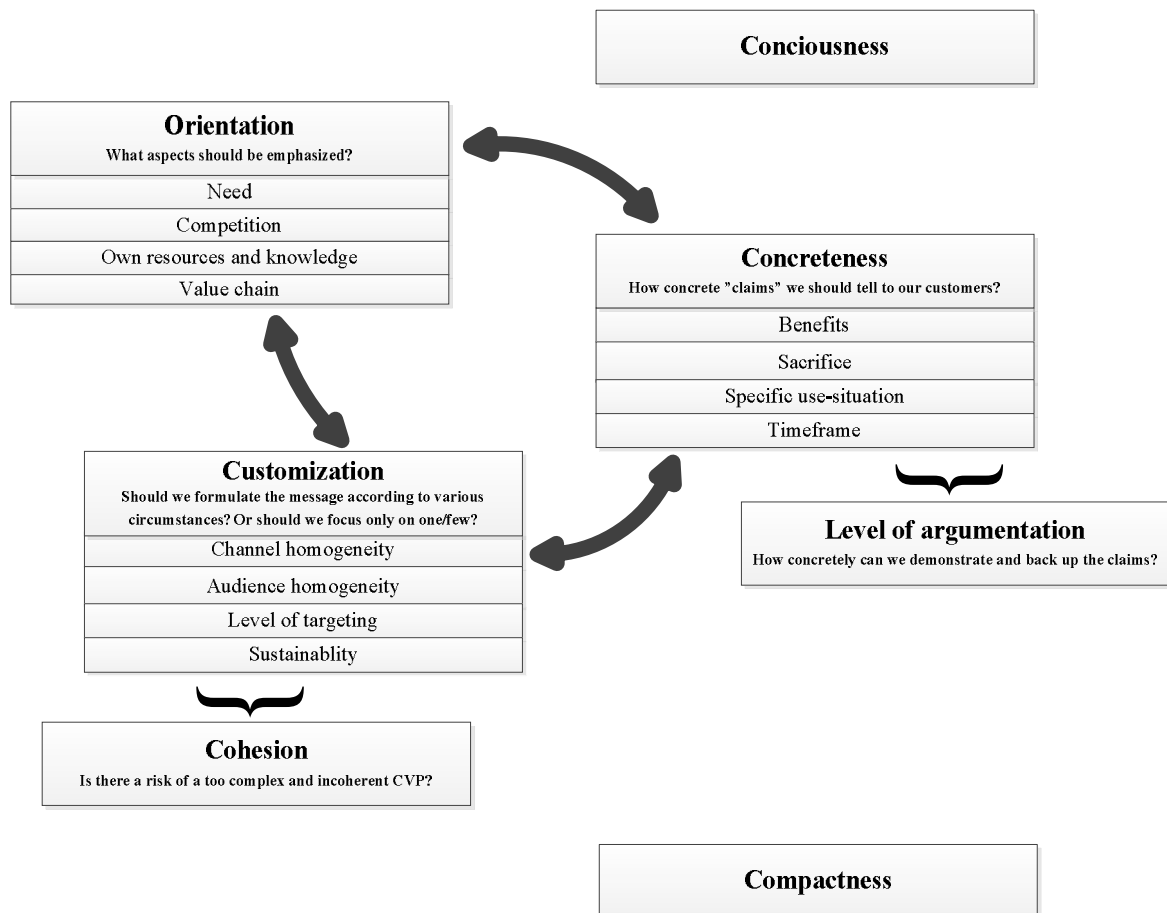 Conciousness
Orientation
What aspects should be emphasized?
Need
Competition
Own resources and knowledge
Value chain
Concreteness
How concrete ”claims” we should tell to our customers?
Benefits
Sacrifice
Specific use-situation
Timeframe
Customization
Should we formulate the message according to various
circumstances? Or should we focus only on one/few?
Channel homogeneity
Audience homogeneity
Level of targeting
Sustainablity
Level of argumentation
How concretely can we demonstrate and back up the claims?
Cohesion
Is there a risk of a too complex and incoherent CVP?
Compactness